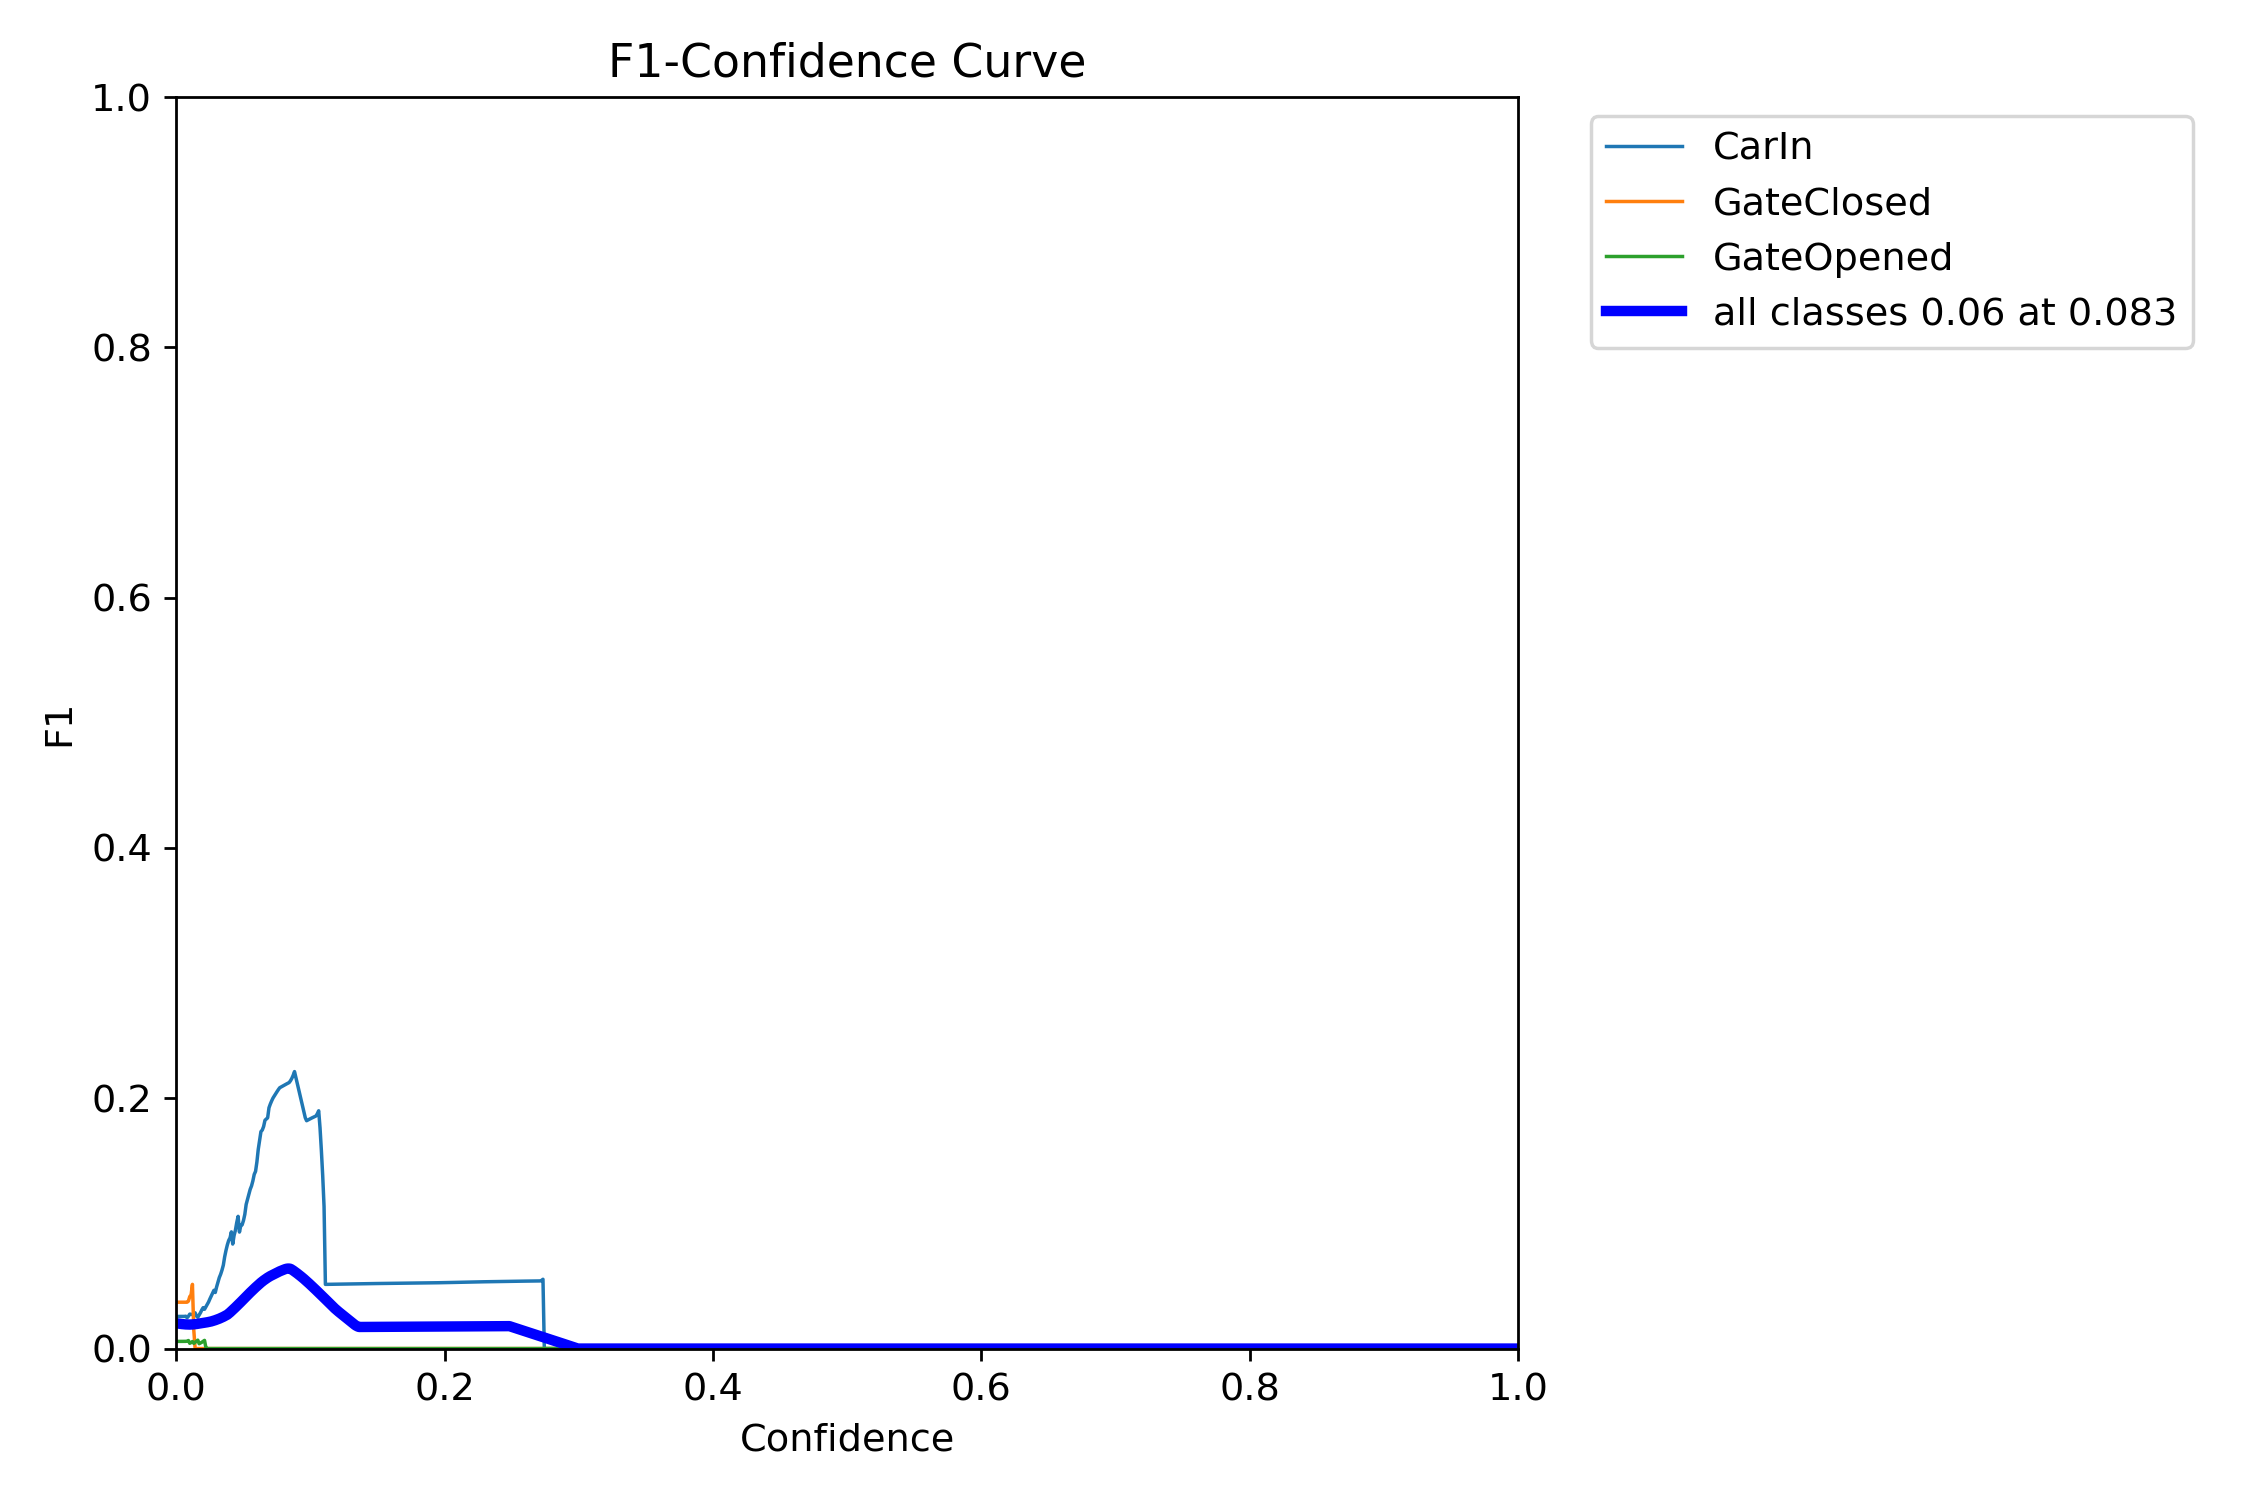 F1-Confidence Curve
1.0
0.8
0.6
0.4
0.2
0.0
F1
0.0 0.2 0.4 0.6 0.8 1.0
Confidence
CarIn
GateClosed
GateOpened
all classes 0.06 at 0.083